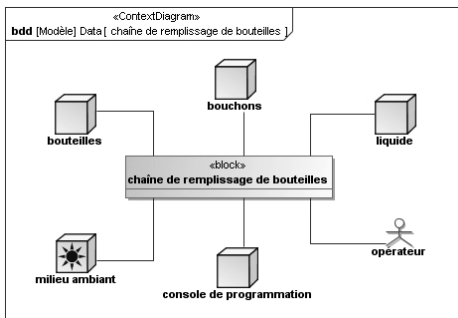 «ContextDiagram»
bdd [Modèle] Data [ chaîne de remplissage de bouteilles ]
bouchons
bouteilles
liquide
«block»
chaîne de remplissage de bouteilles
opérateur
milieu ambiant
console de programmation